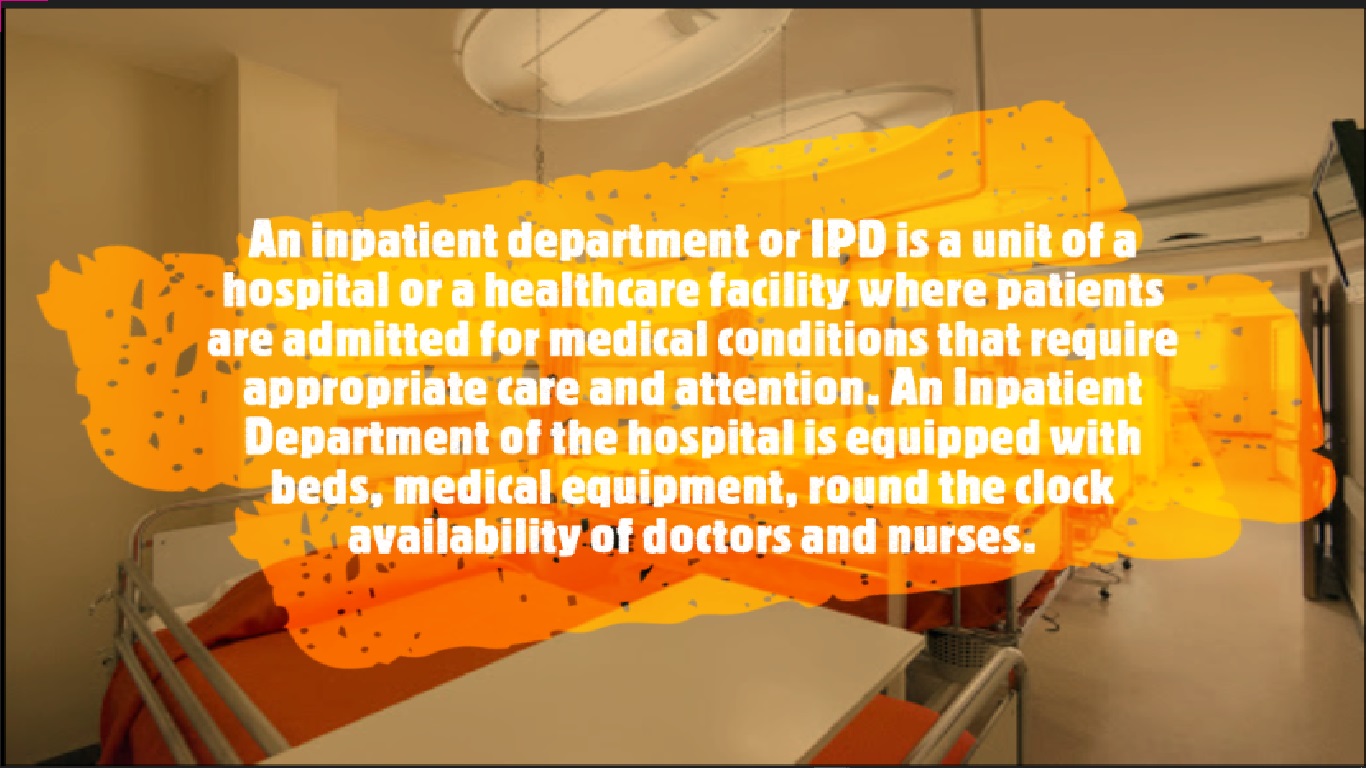 An inpatient department or IPD is a unit of a
hospital or a healthcare facility where patients
are admitted for medical conditions that require
appropriate care and attention. An Inpatient
Department of the hospital is equipped with
beds, medical equipment, round the clock
availability of doctors and nurses.